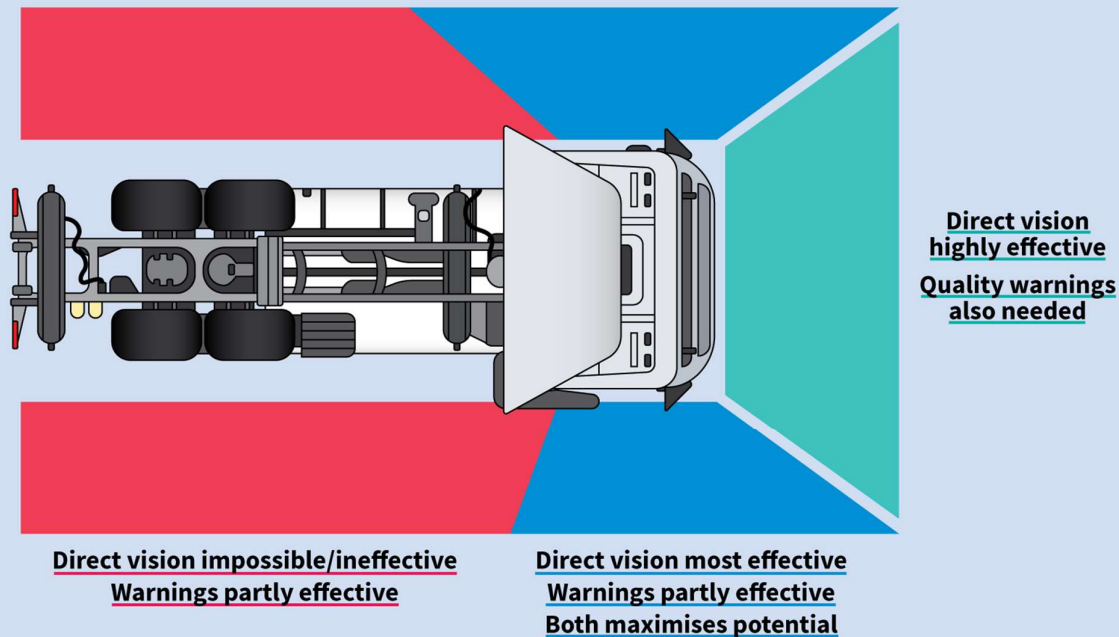 Direct vision
highly effective
Quality warnings
also needed
Direct vision impossible/ineffective
Warnings partly effective
Direct vision most effective
Warnings partly effective
Both maximises potential